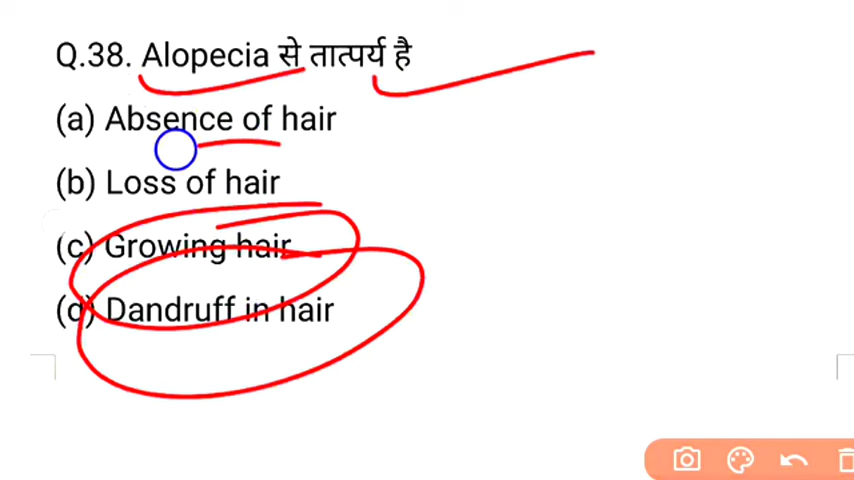 Q.38. Alopecia से तात्पर्य है
(a) Absence of hair
(b) Loss of hair
(c) Growing hair
(d) Dandruff in hair